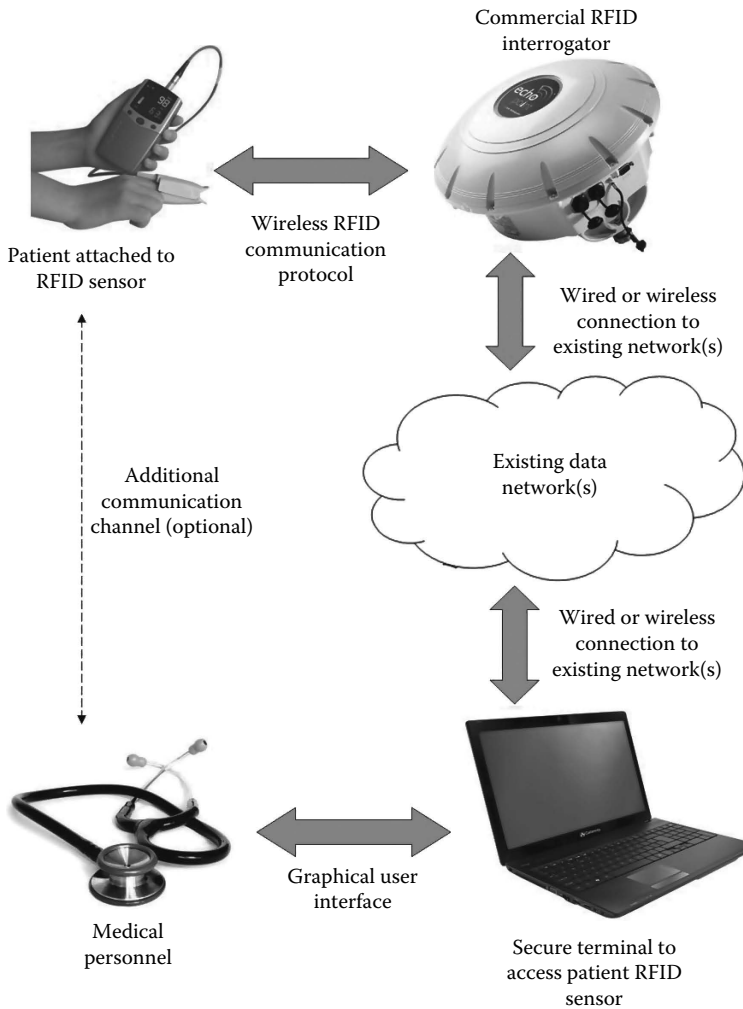 Commercial RFID
interrogator
98
echo
Wireless RFID
communication
protocol
Patient attached to
RFID sensor
Wired or wireless
connection to
existing network(s)
Existing data
network(s)
Additional
communication
channel (optional)
Wired or wireless
connection to
existing network(s)
Graphical user
interface
Medical
personnel
Secure terminal to
access patient RFID
sensor